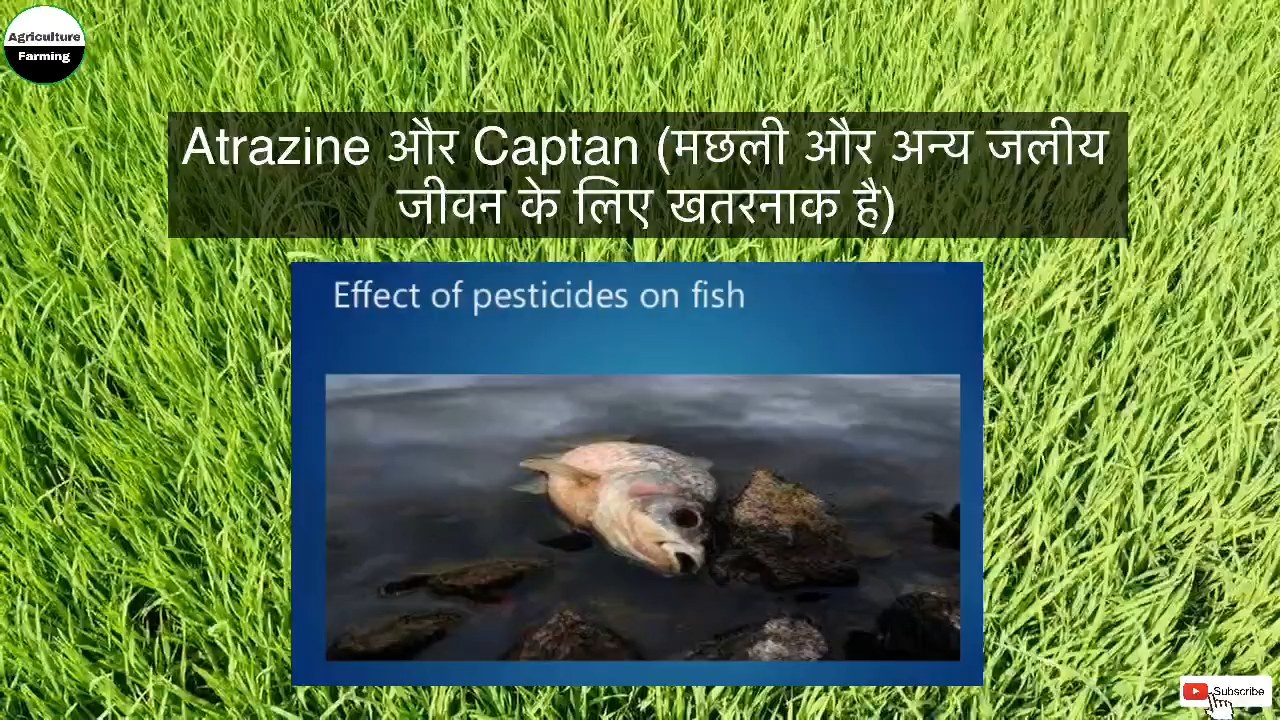 Agriculture
Farming
Atrazine और Captan (मछली और अन्य जलीय
जीवन के लिए खतरनाक है)
Effect of pesticides on fish
Subscribe